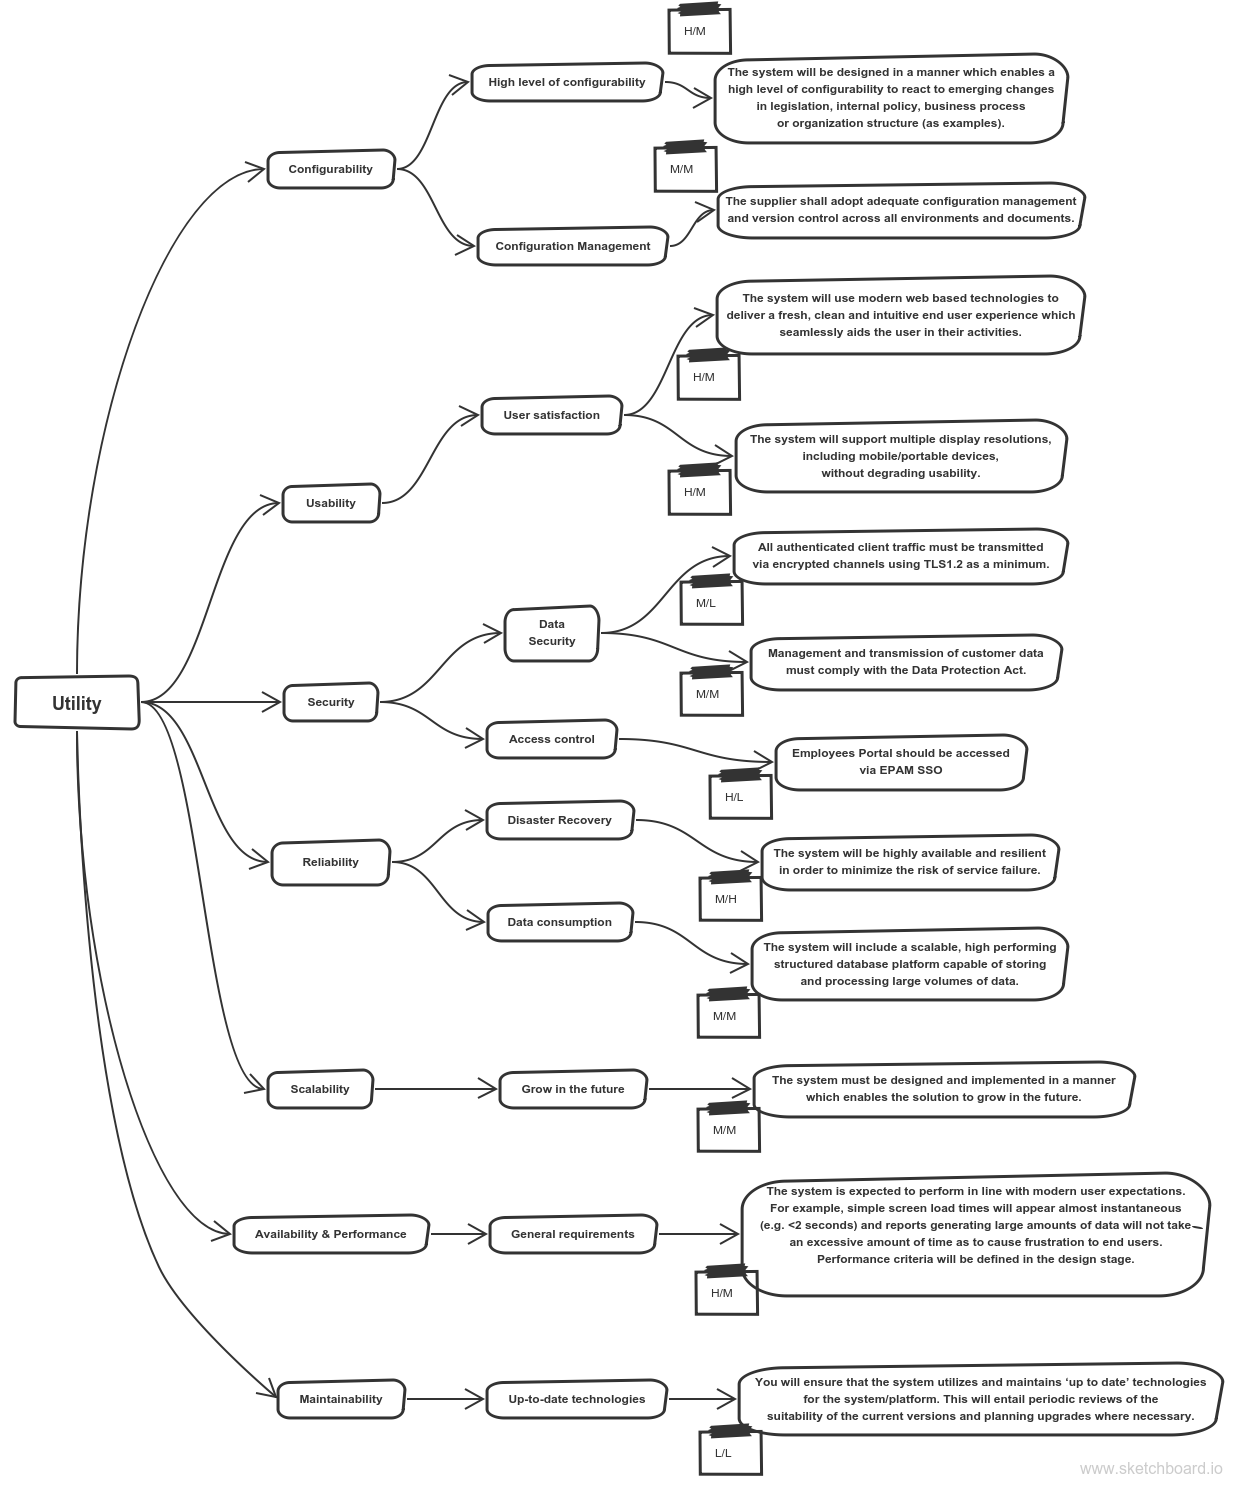 H/M
High level of configurability
The system will be designed in a manner which enables a
high level of configurability to react to emerging changes
in legislation, internal policy, business process
or organization structure (as examples).
Configurability
M/M
Configuration Management
The supplier shall adopt adequate configuration management
and version control across all environments and documents.
The system will use modern web based technologies to
deliver a fresh, clean and intuitive end user experience which
seamlessly aids the user in their activities.
H/M
User satisfaction
The system will support multiple display resolutions,
including mobile/portable devices,
without degrading usability.
H/M
Usability
All authenticated client traffic must be transmitted
via encrypted channels using TLS1.2 as a minimum.
M/L
Data
Security
Management and transmission of customer data
must comply with the Data Protection Act.
M/M
Utility
Security
Access control
Employees Portal should be accessed
via EPAM SSO
H/L
Disaster Recovery
Reliability
The system will be highly available and resilient
in order to minimize the risk of service failure.
M/H
Data consumption
The system will include a scalable, high performing
structured database platform capable of storing
and processing large volumes of data.
M/M
Scalability
Grow in the future
The system must be designed and implemented in a manner
which enables the solution to grow in the future.
M/M
Availability & Performance
General requirements
The system is expected to perform in line with modern user expectations.
For example, simple screen load times will appear almost instantaneous
(e.g. <2 seconds) and reports generating large amounts of data will not take
an excessive amount of time as to cause frustration to end users.
Performance criteria will be defined in the design stage.
H/M
Maintainability
Up-to-date technologies
You will ensure that the system utilizes and maintains ‘up to date’ technologies
for the system/platform. This will entail periodic reviews of the
suitability of the current versions and planning upgrades where necessary.
L/L
www.sketchboard.io